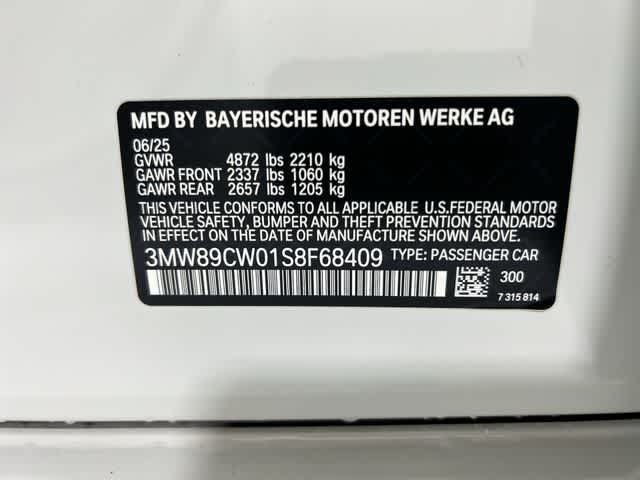 MFD BY BAYERISCHE MOTOREN WERKE AG
06/25
GVWR 4872 lbs 2210 kg
GAWR FRONT 2337 lbs 1060 kg
GAWR REAR 2657 lbs 1205 kg
THIS VEHICLE CONFORMS TO ALL APPLICABLE U.S.FEDERAL MOTOR
VEHICLE SAFETY, BUMPER AND THEFT PREVENTION STANDARDS
IN EFFECT ON THE DATE OF MANUFACTURE SHOWN ABOVE.
3MW89CW01S8F68409 TYPE: PASSENGER CAR
300
7 315 814